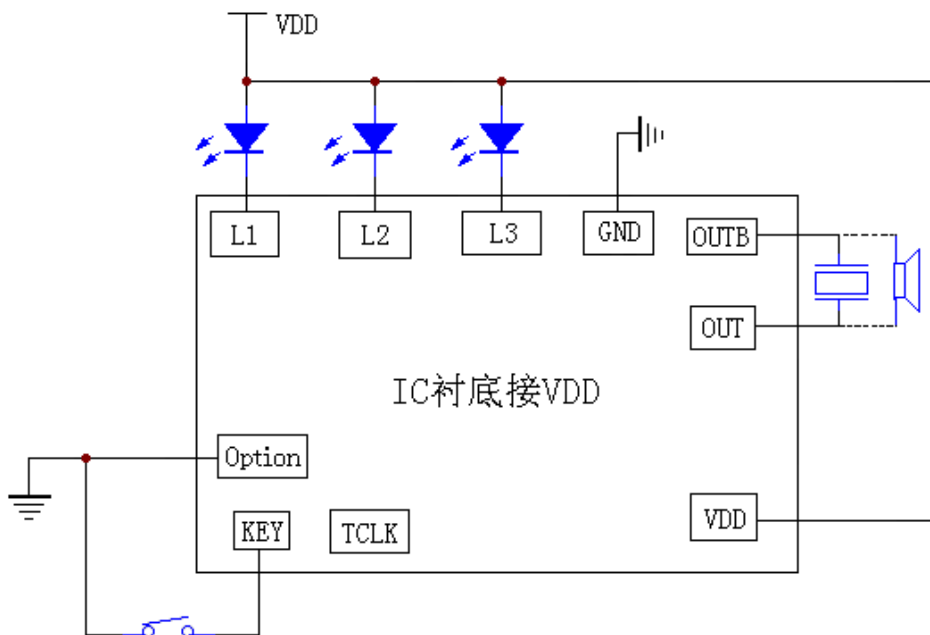 VDD
L1
L2
L3
GND
OUTB
OUT
IC衬底接VDD
Option
KEY
TCLK
VDD